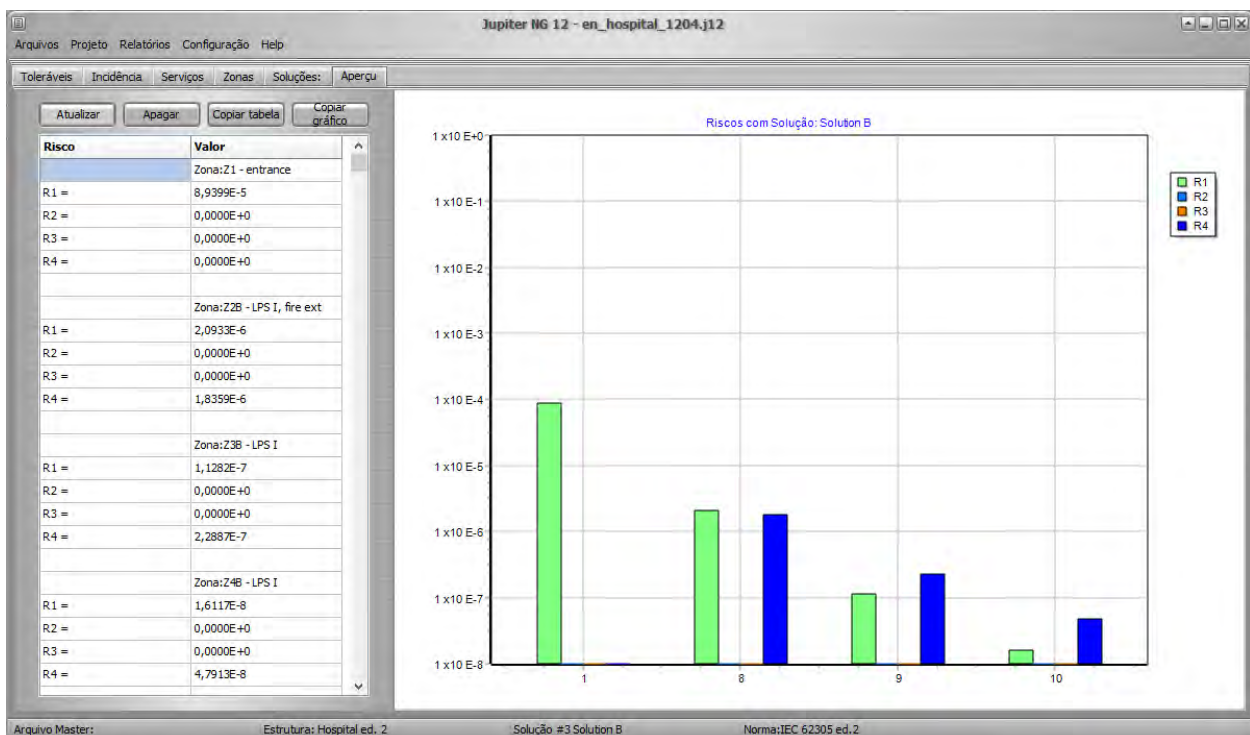 Jupiter NG 12 - en_hospital_1204.j12
Arquivos Projeto Relatórios Configuração Help
Toleráveis Incidência Serviços Zonas Soluções: Aperçu
Atualizar Apagar Copiar tabela Copiar gráfico
Risco Valor
Zona:Z1 - entrance
R1 = 8,9399E-5
R2 = 0,0000E+0
R3 = 0,0000E+0
R4 = 0,0000E+0
Zona:Z2B - LPS I, fire ext
R1 = 2,0933E-6
R2 = 0,0000E+0
R3 = 0,0000E+0
R4 = 1,8359E-6
Zona:Z3B - LPS I
R1 = 1,1282E-7
R2 = 0,0000E+0
R3 = 0,0000E+0
R4 = 2,2887E-7
Zona:Z4B - LPS I
R1 = 1,6117E-8
R2 = 0,0000E+0
R3 = 0,0000E+0
R4 = 4,7913E-8
Riscos com Solução: Solution B
1 x10 E+0
1 x10 E-1
1 x10 E-2
1 x10 E-3
1 x10 E-4
1 x10 E-5
1 x10 E-6
1 x10 E-7
1 x10 E-8
1 8 9 10
R1
R2
R3
R4
Arquivo Master: Estrutura: Hospital ed. 2 Solução #3 Solution B Norma:IEC 62305 ed.2